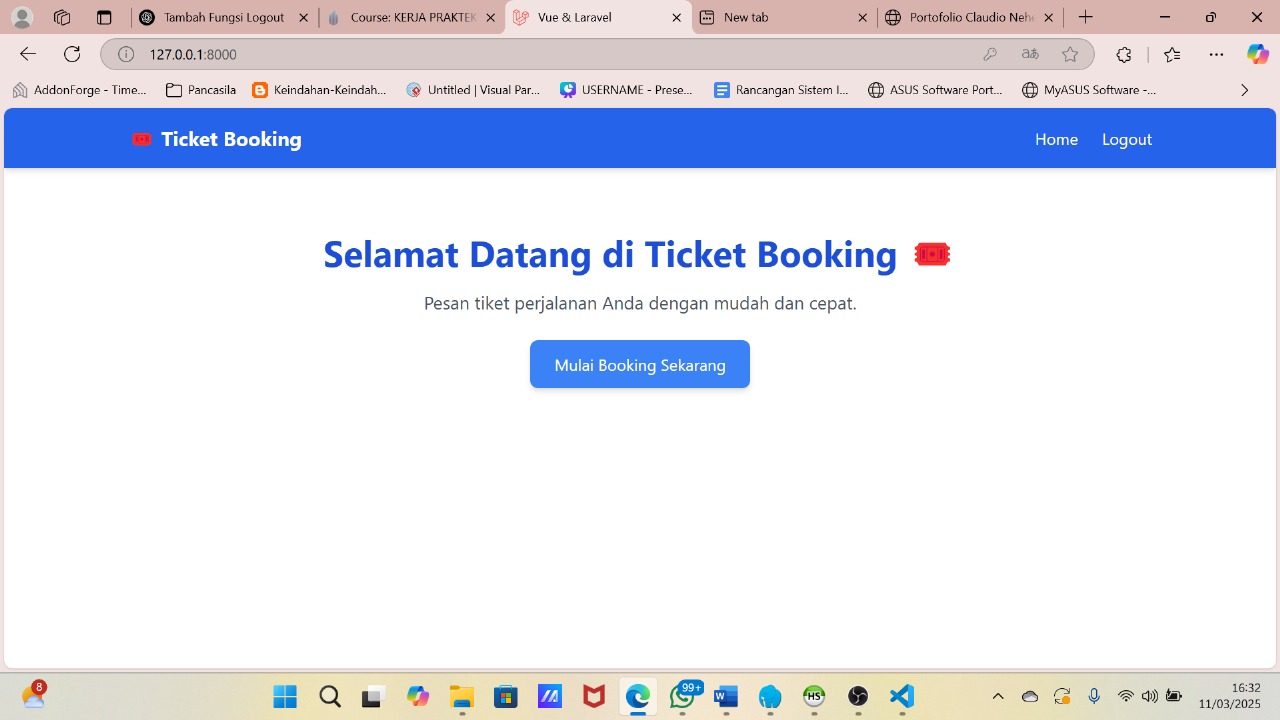 Tambah Fungsi Logout
Course: KERJA PRAKTEK
Vue & Laravel
New tab
Portofolio Claudio Neh
127.0.0.1:8000
AddonForge - Time...
Pancasila
Keindahan-Keindah...
Untitled | Visual Par...
USERNAME - Prese...
Rancangan Sistem I...
ASUS Software Port...
MyASUS Software -...
Ticket Booking
Home
Logout
Selamat Datang di Ticket Booking
Pesan tiket perjalanan Anda dengan mudah dan cepat.
Mulai Booking Sekarang
8
99+
16:32
11/03/2025